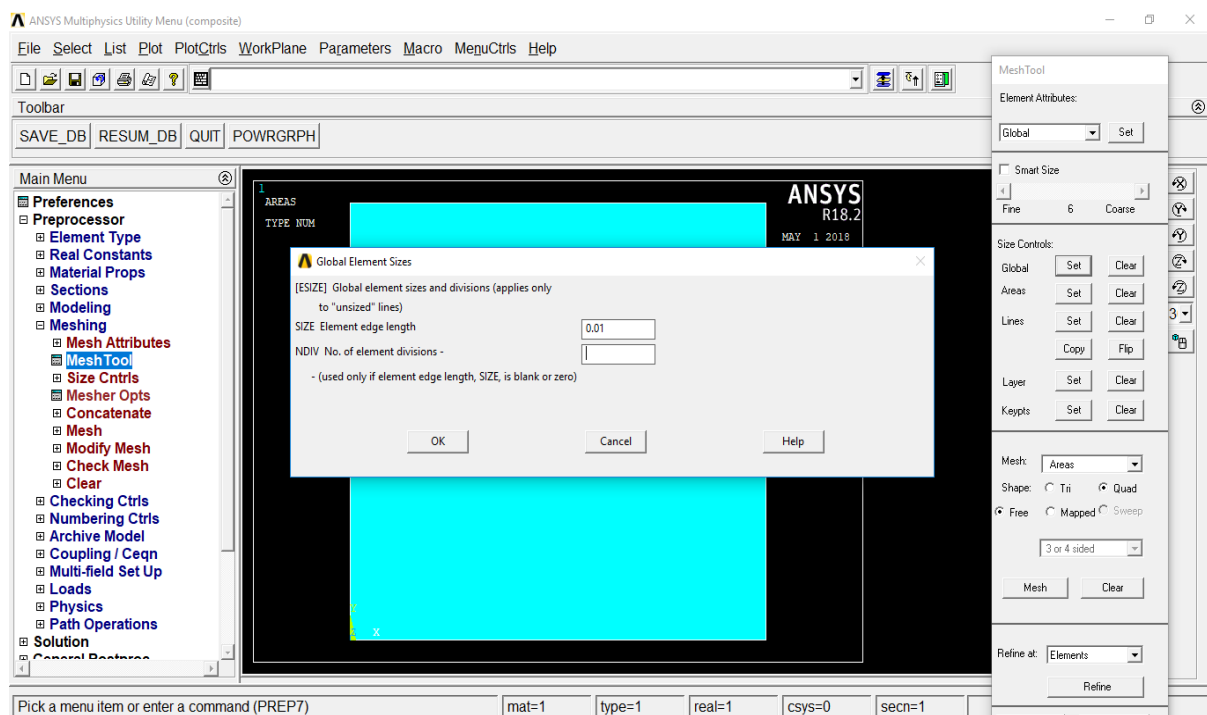 ANSYS Multiphysics Utility Menu (composite)
File Select List Plot PlotCtrls WorkPlane Parameters Macro MenuCtrls Help
Toolbar
SAVE_DB RESUM_DB QUIT POWRGRPH
Main Menu
Preferences
Preprocessor
Element Type
Real Constants
Material Props
Sections
Modeling
Meshing
Mesh Attributes
MeshTool
Size Cntrls
Mesher Opts
Concatenate
Mesh
Modify Mesh
Check Mesh
Clear
Checking Ctrls
Numbering Ctrls
Archive Model
Coupling / Ceqn
Multi-field Set Up
Loads
Physics
Path Operations
Solution
General Postproc
1
AREAS
TYPE NUM
ANSYS
R18.2
MAY 1 2018
Y
Z X
Global Element Sizes
[ESIZE] Global element sizes and divisions (applies only
to "unsized" lines)
SIZE Element edge length 0.01
NDIV No. of element divisions -
- (used only if element edge length, SIZE, is blank or zero)
OK Cancel Help
MeshTool
Element Attributes:
Global Set
Smart Size
Fine 6 Coarse
Size Controls:
Global Set Clear
Areas Set Clear
Lines Set Clear
Copy Flip
Layer Set Clear
Keypts Set Clear
Mesh: Areas
Shape: Tri Quad
Free Mapped Sweep
3 or 4 sided
Mesh Clear
Refine at: Elements
Refine
3
Pick a menu item or enter a command (PREP7) mat=1 type=1 real=1 csys=0 secn=1